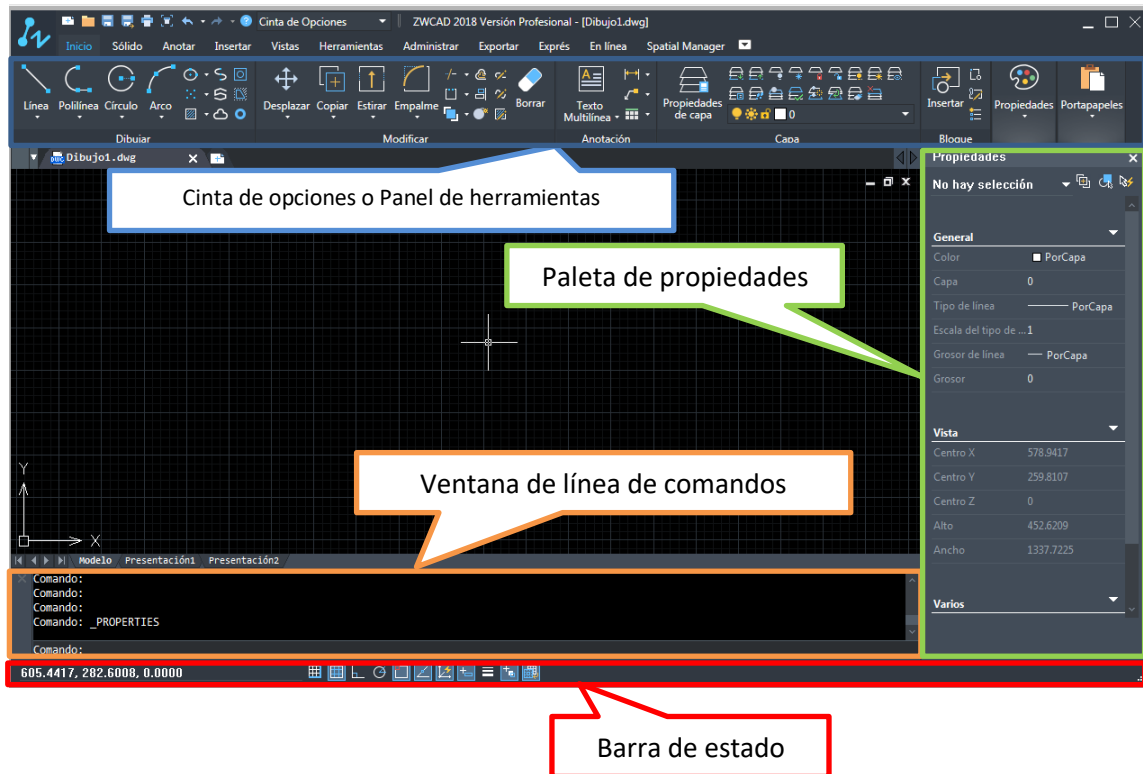 Cinta de Opciones
ZWCAD 2018 Versión Profesional - [Dibujo1.dwg]
Inicio Sólido Anotar Insertar Vistas Herramientas Administrar Exportar Exprés En línea Spatial Manager
Línea Polilínea Círculo Arco
Desplazar Copiar Estirar Empalme
Borrar
Texto
Multilínea
Propiedades
de capa
0
Insertar
Propiedades
Portapapeles
Dibujar Modificar Anotación Capa Bloque
Dibujo1.dwg
Cinta de opciones o Panel de herramientas
Propiedades
No hay selección
General
Color PorCapa
Capa 0
Tipo de línea PorCapa
Escala del tipo de ... 1
Grosor de línea PorCapa
Grosor 0
Vista
Centro X 578.9417
Centro Y 259.8107
Centro Z 0
Alto 452.6209
Ancho 1337.7225
Varios
Paleta de propiedades
Ventana de línea de comandos
Y
X
Modelo Presentación1 Presentación2
Comando:
Comando:
Comando:
Comando: _PROPERTIES
Comando:
605.4417, 282.6008, 0.0000
Barra de estado